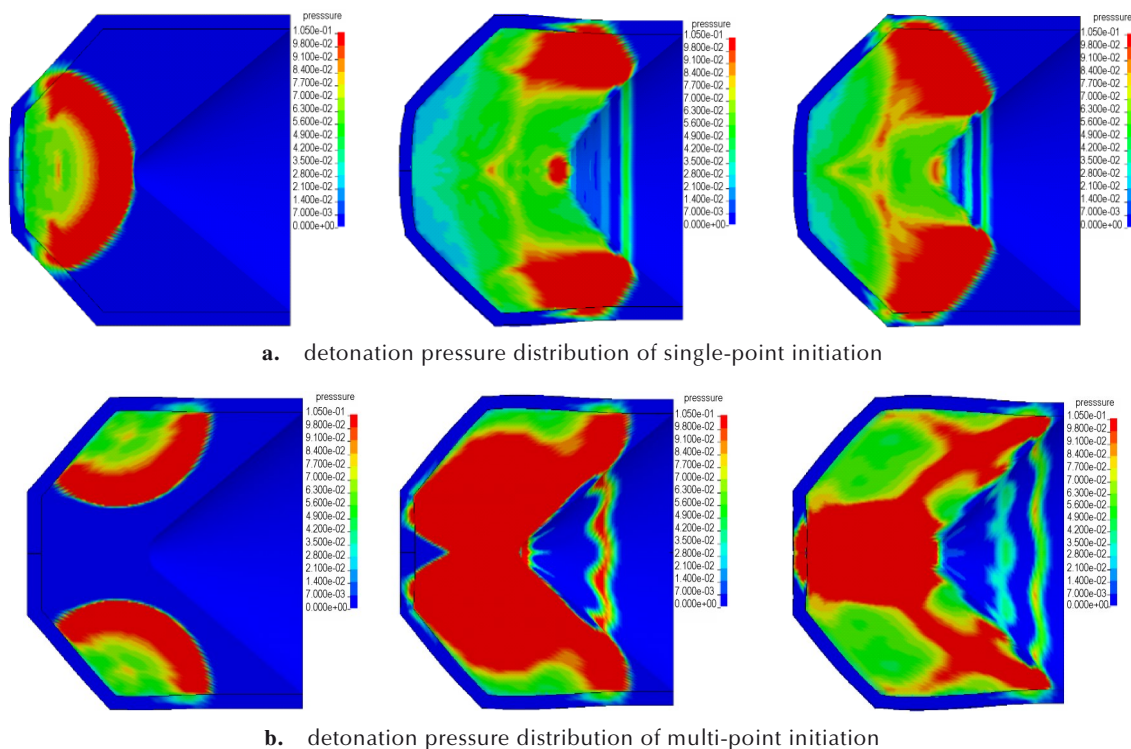 presssure
1.050e-01
9.800e-02
9.100e-02
8.400e-02
7.700e-02
7.000e-02
6.300e-02
5.600e-02
4.900e-02
4.200e-02
3.500e-02
2.800e-02
2.100e-02
1.400e-02
7.000e-03
0.000e+00
presssure
1.050e-01
9.800e-02
9.100e-02
8.400e-02
7.700e-02
7.000e-02
6.300e-02
5.600e-02
4.900e-02
4.200e-02
3.500e-02
2.800e-02
2.100e-02
1.400e-02
7.000e-03
0.000e+00
presssure
1.050e-01
9.800e-02
9.100e-02
8.400e-02
7.700e-02
7.000e-02
6.300e-02
5.600e-02
4.900e-02
4.200e-02
3.500e-02
2.800e-02
2.100e-02
1.400e-02
7.000e-03
0.000e+00
a. detonation pressure distribution of single-point initiation
presssure
1.050e-01
9.800e-02
9.100e-02
8.400e-02
7.700e-02
7.000e-02
6.300e-02
5.600e-02
4.900e-02
4.200e-02
3.500e-02
2.800e-02
2.100e-02
1.400e-02
7.000e-03
0.000e+00
presssure
1.050e-01
9.800e-02
9.100e-02
8.400e-02
7.700e-02
7.000e-02
6.300e-02
5.600e-02
4.900e-02
4.200e-02
3.500e-02
2.800e-02
2.100e-02
1.400e-02
7.000e-03
0.000e+00
presssure
1.050e-01
9.800e-02
9.100e-02
8.400e-02
7.700e-02
7.000e-02
6.300e-02
5.600e-02
4.900e-02
4.200e-02
3.500e-02
2.800e-02
2.100e-02
1.400e-02
7.000e-03
0.000e+00
b. detonation pressure distribution of multi-point initiation